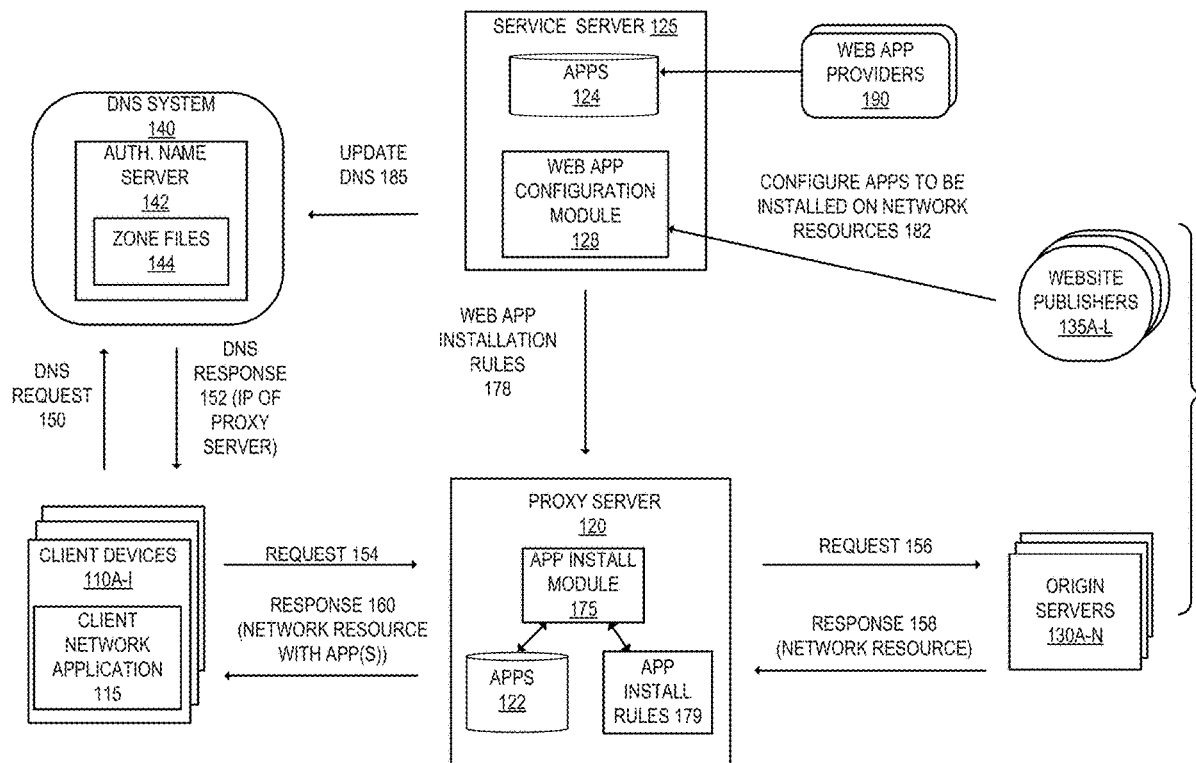 SERVICE SERVER 125
APPS
124
WEB APP
CONFIGURATION
MODULE
128
WEB APP
PROVIDERS
190
DNS SYSTEM
140
AUTH. NAME
SERVER
142
ZONE FILES
144
UPDATE
DNS 185
CONFIGURE APPS TO BE
INSTALLED ON NETWORK
RESOURCES 182
WEBSITE
PUBLISHERS
135A-L
WEB APP
INSTALLATION
RULES
178
DNS
REQUEST
150
DNS
RESPONSE
152 (IP OF
PROXY
SERVER)
CLIENT DEVICES
110A-I
CLIENT
NETWORK
APPLICATION
115
REQUEST 154
RESPONSE 160
(NETWORK RESOURCE
WITH APP(S))
PROXY SERVER
120
APP INSTALL
MODULE
175
APPS
122
APP
INSTALL
RULES 179
REQUEST 156
RESPONSE 158
(NETWORK RESOURCE)
ORIGIN
SERVERS
130A-N